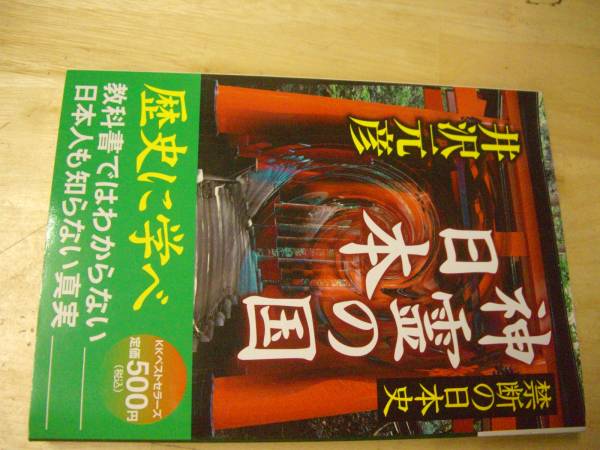 井沢元彦
神霊の国
日本
禁断の日本史
歴史に学べ
教科書ではわからない
日本人も知らない真実
KKベストセラーズ
定価500円
(税込)